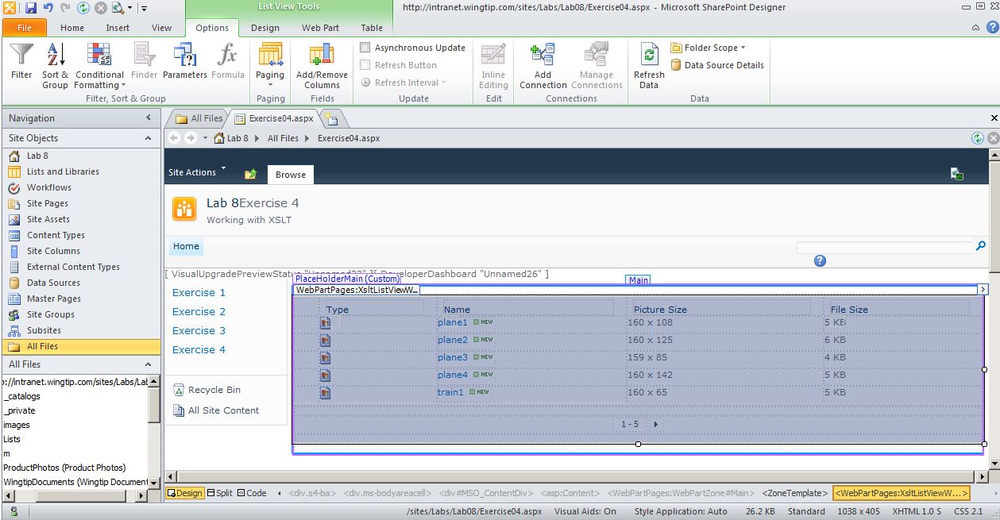 List View Tools
http://intranet.wingtip.com/sites/Labs/Lab08/Exercise04.aspx - Microsoft SharePoint Designer
File Home Insert View Options Design Web Part Table
Filter
Sort & Group
Conditional Formatting
Finder
Parameters
Formula
Filter, Sort & Group
Paging
Paging
Add/Remove Columns
Fields
Asynchronous Update
Refresh Button
Refresh Interval
Update
Inline Editing
Edit
Add Connection
Manage Connections
Connections
Refresh Data
Folder Scope
Data Source Details
Data
Navigation
Site Objects
Lab 8
Lists and Libraries
Workflows
Site Pages
Site Assets
Content Types
Site Columns
External Content Types
Data Sources
Master Pages
Site Groups
Subsites
All Files
All Files
://intranet.wingtip.com/sites/Labs/Lab
_catalogs
_private
images
Lists
m
ProductPhotos (Product Photos)
WingtipDocuments (Wingtip Document
All Files Exercise04.aspx
Lab 8 All Files Exercise04.aspx
Site Actions Browse
Lab 8Exercise 4
Working with XSLT
Home
[ VisualUpgradePreviewStatus "Unnamed22" ][ DeveloperDashboard "Unnamed26" ]
PlaceHolderMain (Custom)
Main
WebPartPages:XsltListViewW...
Exercise 1
Exercise 2
Exercise 3
Exercise 4
Recycle Bin
All Site Content
Type Name Picture Size File Size
plane1 NEW 160 x 108 5 KB
plane2 NEW 160 x 125 6 KB
plane3 NEW 159 x 85 4 KB
plane4 NEW 160 x 142 5 KB
train1 NEW 160 x 65 5 KB
1 - 5
Design Split Code <div.s4-ba> <div.ms-bodyareacell> <div#MSO_ContentDiv> <asp:Content> <WebPartPages:WebPartZone#Main> <ZoneTemplate> <WebPartPages:XsltListViewW...>
/sites/Labs/Lab08/Exercise04.aspx Visual Aids: On Style Application: Auto 26.2 KB Standard 1038 x 405 XHTML 1.0 S CSS 2.1